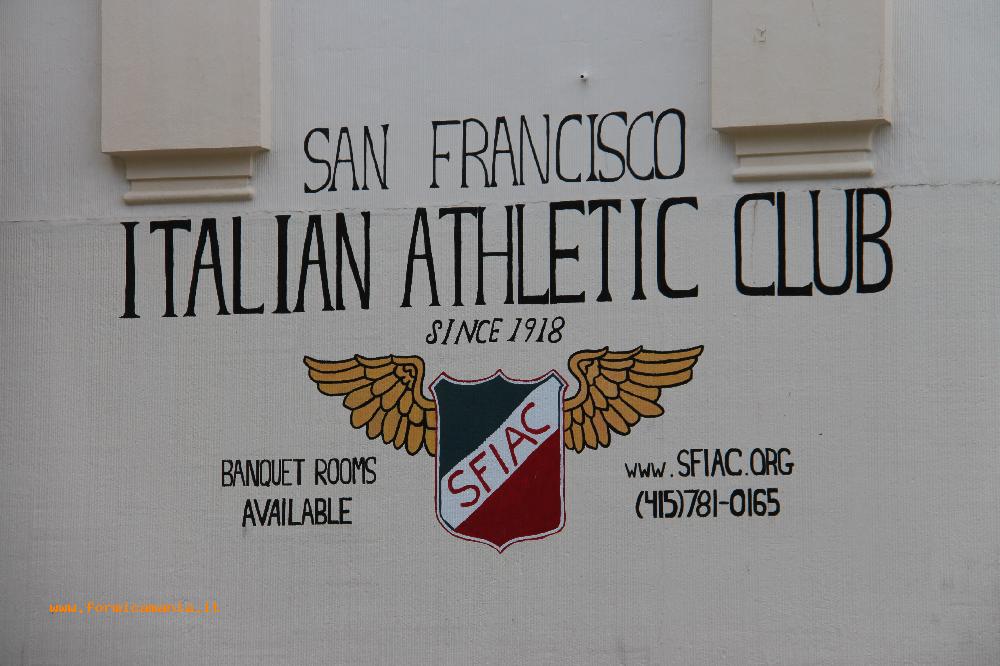 SAN FRANCISCO
ITALIAN ATHLETIC CLUB
SINCE 1918
SFIAC
BANQUET ROOMS
AVAILABLE
www.SFIAC.ORG
(415)781-0165
www.formicamania.it